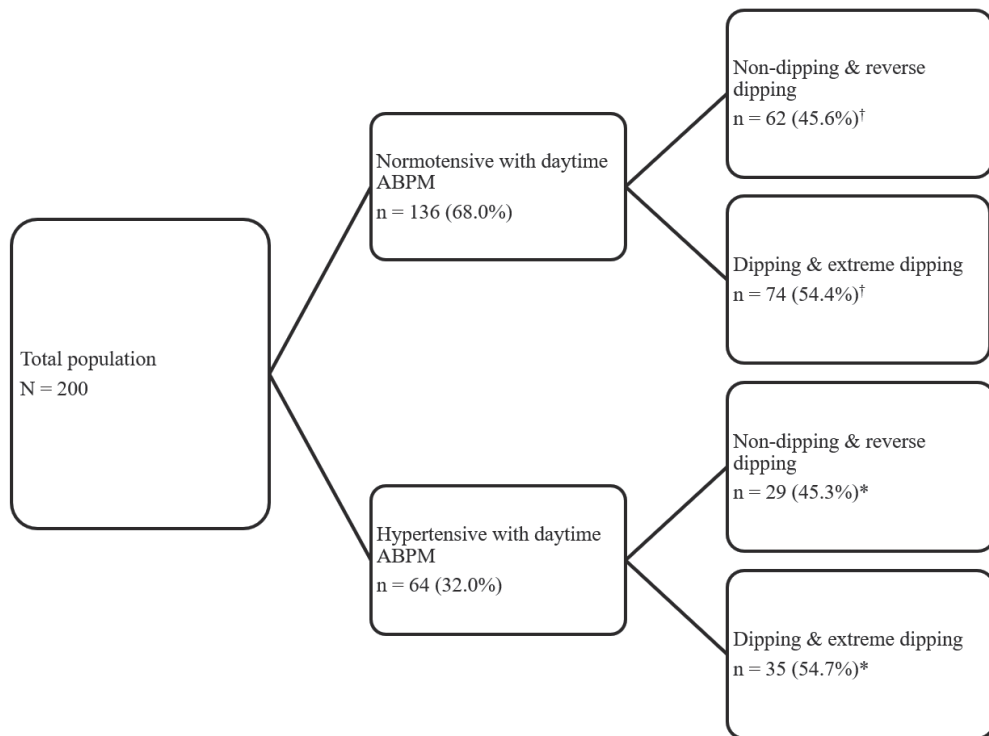 Total population
N = 200
Normotensive with daytime
ABPM
n = 136 (68.0%)
Hypertensive with daytime
ABPM
n = 64 (32.0%)
Non-dipping & reverse
dipping
n = 62 (45.6%)†
Dipping & extreme dipping
n = 74 (54.4%)†
Non-dipping & reverse
dipping
n = 29 (45.3%)*
Dipping & extreme dipping
n = 35 (54.7%)*